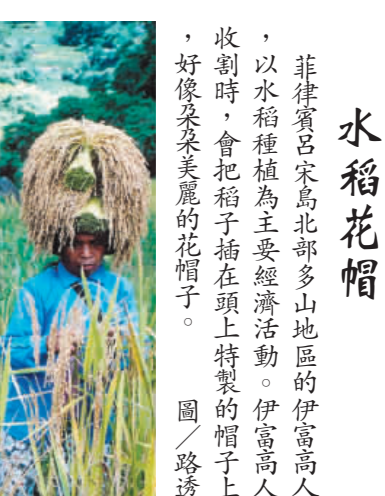 水稻花帽
菲律賓呂宋島北部多山地區的伊富高人
，以水稻種植為主要經濟活動。伊富高人
收割時，會把稻子插在頭上特製的帽子上
，好像朵朵美麗的花帽子。 圖／路透